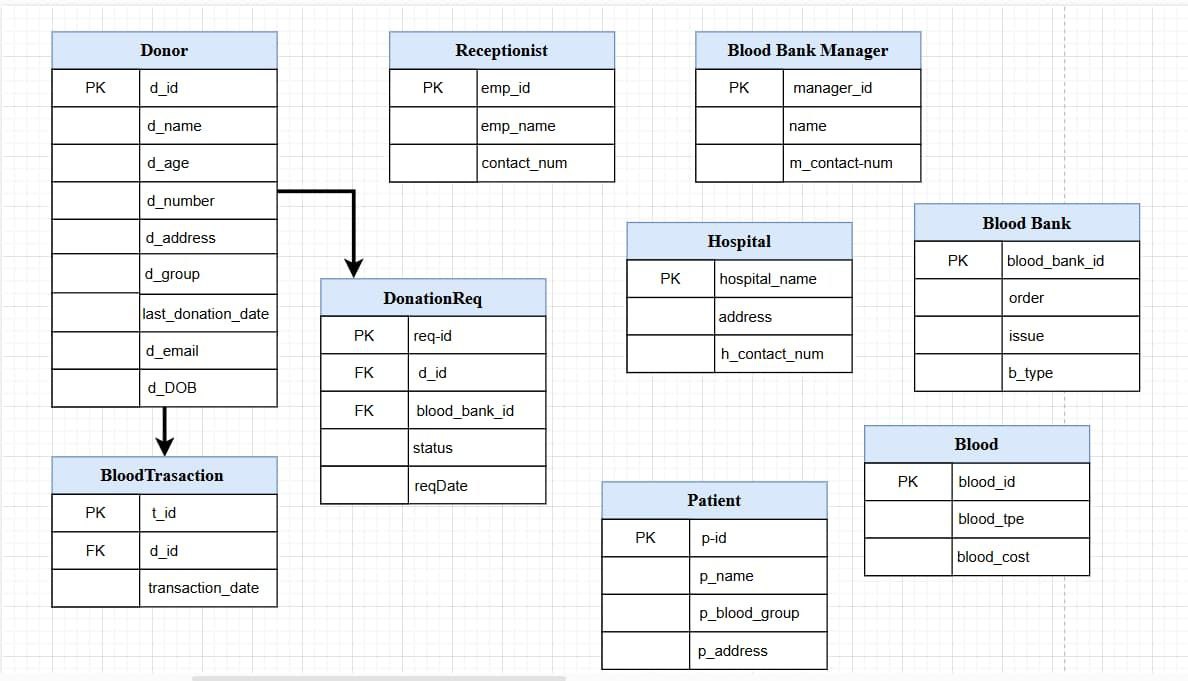 Donor
PK d_id
d_name
d_age
d_number
d_address
d_group
last_donation_date
d_email
d_DOB
Receptionist
PK emp_id
emp_name
contact_num
Blood Bank Manager
PK manager_id
name
m_contact-num
Hospital
PK hospital_name
address
h_contact_num
Blood Bank
PK blood_bank_id
order
issue
b_type
DonationReq
PK req-id
FK d_id
FK blood_bank_id
status
reqDate
BloodTrasaction
PK t_id
FK d_id
transaction_date
Patient
PK p-id
p_name
p_blood_group
p_address
Blood
PK blood_id
blood_tpe
blood_cost